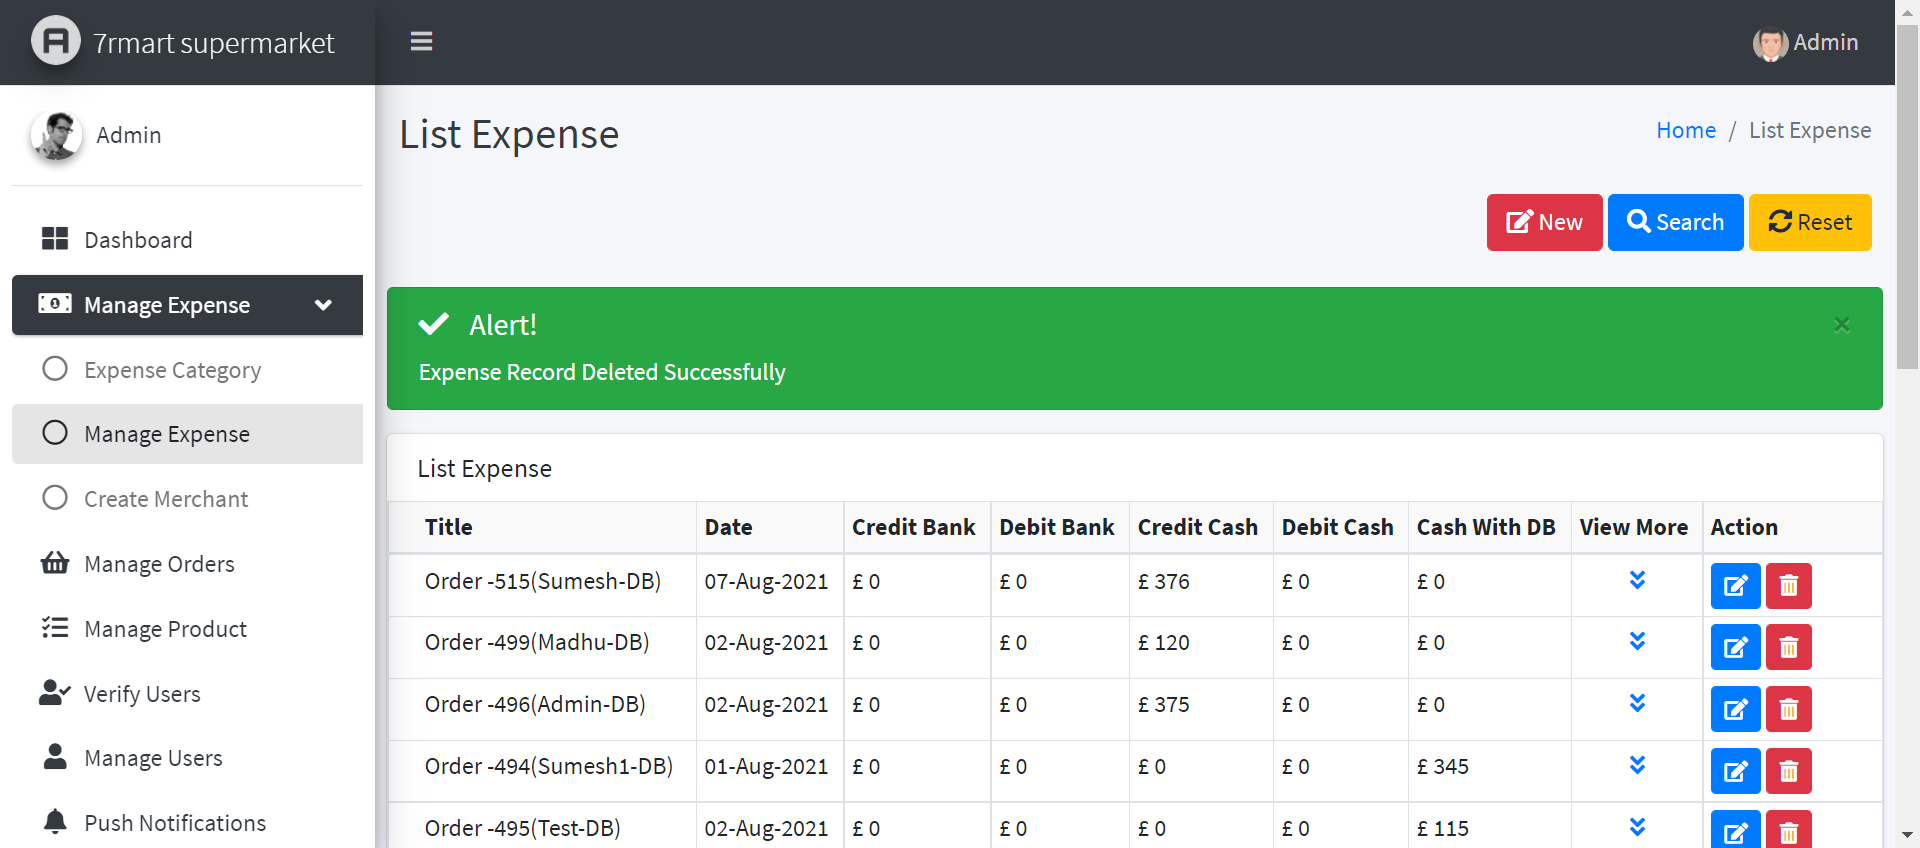 7rmart supermarket
Admin
Admin
Dashboard
Manage Expense
Expense Category
Manage Expense
Create Merchant
Manage Orders
Manage Product
Verify Users
Manage Users
Push Notifications
List Expense
Home / List Expense
New Search Reset
Alert!
×
Expense Record Deleted Successfully
List Expense
Title Date Credit Bank Debit Bank Credit Cash Debit Cash Cash With DB View More Action
Order -515(Sumesh-DB) 07-Aug-2021 £ 0 £ 0 £ 376 £ 0 £ 0
Order -499(Madhu-DB) 02-Aug-2021 £ 0 £ 0 £ 120 £ 0 £ 0
Order -496(Admin-DB) 02-Aug-2021 £ 0 £ 0 £ 375 £ 0 £ 0
Order -494(Sumesh1-DB) 01-Aug-2021 £ 0 £ 0 £ 0 £ 0 £ 345
Order -495(Test-DB) 02-Aug-2021 £ 0 £ 0 £ 0 £ 0 £ 115